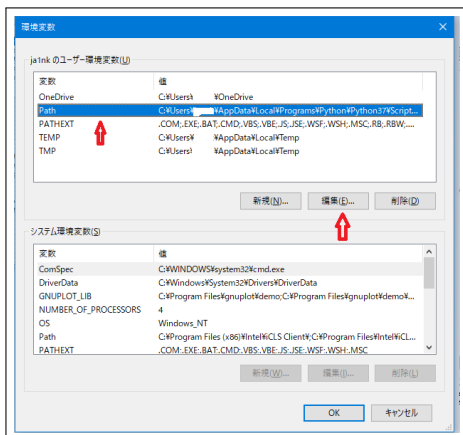 環境変数
ja1nk のユーザー環境変数(U)
変数 値
OneDrive C:¥Users¥ ¥OneDrive
Path C:¥Users¥ ¥AppData¥Local¥Programs¥Python¥Python37¥Script...
PATHEXT .COM;.EXE;.BAT;.CMD;.VBS;.VBE;.JS;.JSE;.WSF;.WSH;.MSC;.RB;.RBW;....
TEMP C:¥Users¥ ¥AppData¥Local¥Temp
TMP C:¥Users¥ ¥AppData¥Local¥Temp
新規(N)... 編集(E)... 削除(D)
システム環境変数(S)
変数 値
ComSpec C:¥WINDOWS¥system32¥cmd.exe
DriverData C:¥Windows¥System32¥Drivers¥DriverData
GNUPLOT_LIB C:¥Program Files¥gnuplot¥demo;C:¥Program Files¥gnuplot¥demo¥...
NUMBER_OF_PROCESSORS 4
OS Windows_NT
Path C:¥Program Files (x86)¥Intel¥iCLS Client¥;C:¥Program Files¥Intel¥iCL...
PATHEXT .COM;.EXE;.BAT;.CMD;.VBS;.VBE;.JS;.JSE;.WSF;.WSH;.MSC
新規(W)... 編集(I)... 削除(L)
OK キャンセル